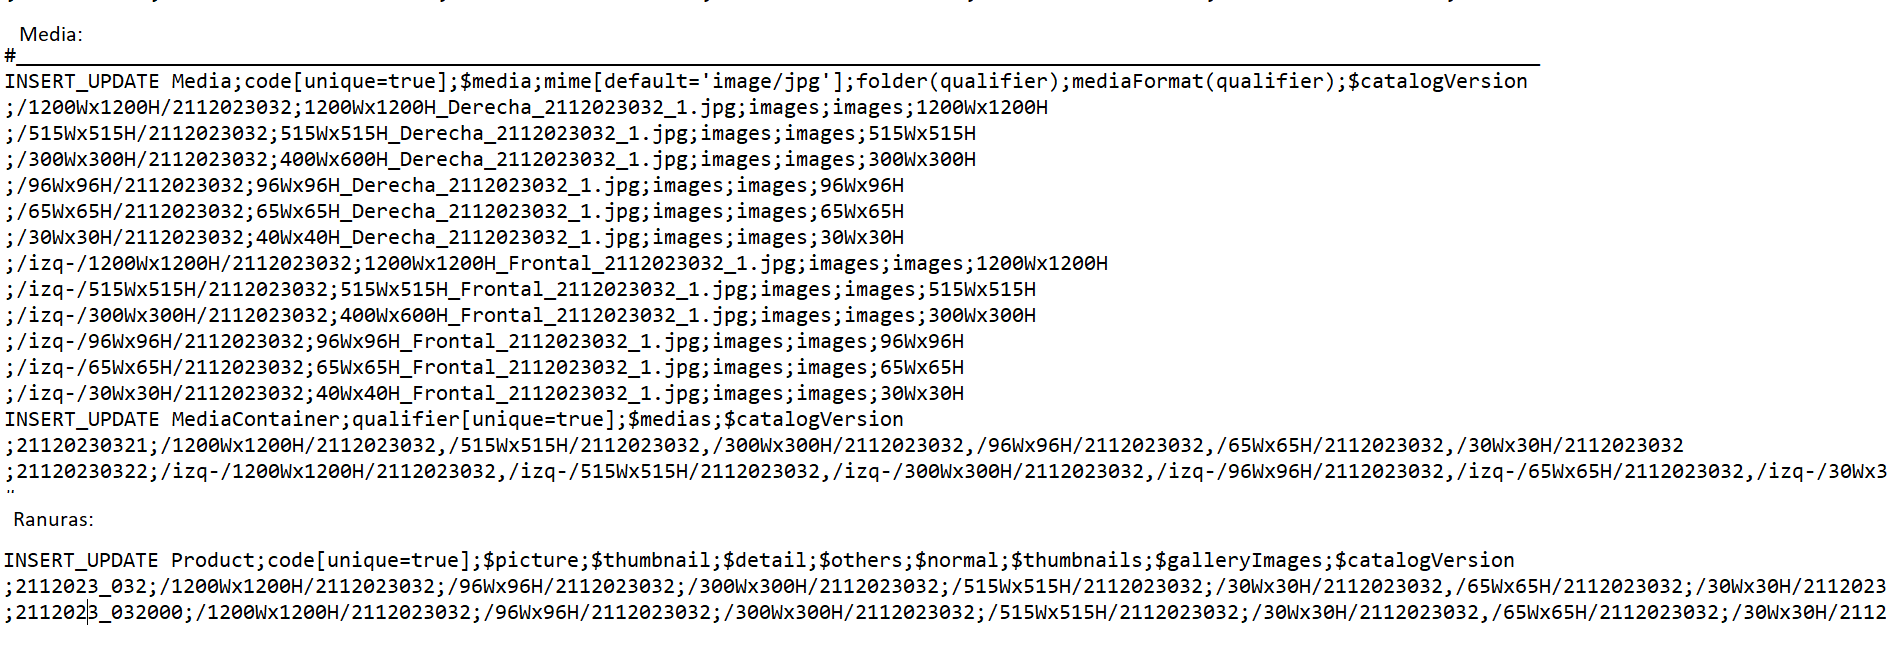 Media:
#
INSERT_UPDATE Media;code[unique=true];$media;mime[default='image/jpg'];folder(qualifier);mediaFormat(qualifier);$catalogVersion
;/1200Wx1200H/2112023032;1200Wx1200H_Derecha_2112023032_1.jpg;images;images;1200Wx1200H
;/515Wx515H/2112023032;515Wx515H_Derecha_2112023032_1.jpg;images;images;515Wx515H
;/300Wx300H/2112023032;400Wx600H_Derecha_2112023032_1.jpg;images;images;300Wx300H
;/96Wx96H/2112023032;96Wx96H_Derecha_2112023032_1.jpg;images;images;96Wx96H
;/65Wx65H/2112023032;65Wx65H_Derecha_2112023032_1.jpg;images;images;65Wx65H
;/30Wx30H/2112023032;40Wx40H_Derecha_2112023032_1.jpg;images;images;30Wx30H
;/izq-/1200Wx1200H/2112023032;1200Wx1200H_Frontal_2112023032_1.jpg;images;images;1200Wx1200H
;/izq-/515Wx515H/2112023032;515Wx515H_Frontal_2112023032_1.jpg;images;images;515Wx515H
;/izq-/300Wx300H/2112023032;400Wx600H_Frontal_2112023032_1.jpg;images;images;300Wx300H
;/izq-/96Wx96H/2112023032;96Wx96H_Frontal_2112023032_1.jpg;images;images;96Wx96H
;/izq-/65Wx65H/2112023032;65Wx65H_Frontal_2112023032_1.jpg;images;images;65Wx65H
;/izq-/30Wx30H/2112023032;40Wx40H_Frontal_2112023032_1.jpg;images;images;30Wx30H
INSERT_UPDATE MediaContainer;qualifier[unique=true];$medias;$catalogVersion
;21120230321;/1200Wx1200H/2112023032,/515Wx515H/2112023032,/300Wx300H/2112023032,/96Wx96H/2112023032,/65Wx65H/2112023032,/30Wx30H/2112023032
;21120230322;/izq-/1200Wx1200H/2112023032,/izq-/515Wx515H/2112023032,/izq-/300Wx300H/2112023032,/izq-/96Wx96H/2112023032,/izq-/65Wx65H/2112023032,/izq-/30Wx3
Ranuras:
INSERT_UPDATE Product;code[unique=true];$picture;$thumbnail;$detail;$others;$normal;$thumbnails;$galleryImages;$catalogVersion
;2112023_032;/1200Wx1200H/2112023032;/96Wx96H/2112023032;/300Wx300H/2112023032;/515Wx515H/2112023032;/30Wx30H/2112023032,/65Wx65H/2112023032;/30Wx30H/2112023
;2112023_032000;/1200Wx1200H/2112023032;/96Wx96H/2112023032;/300Wx300H/2112023032;/515Wx515H/2112023032;/30Wx30H/2112023032,/65Wx65H/2112023032;/30Wx30H/2112